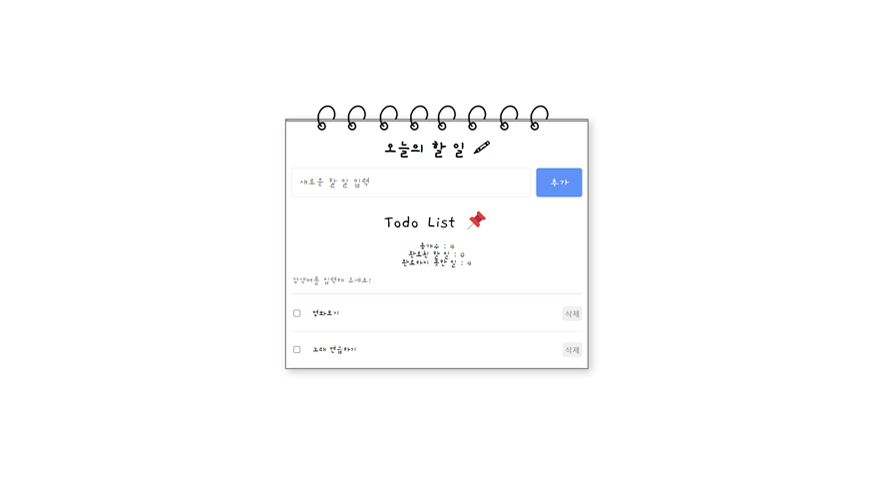 오늘의 할 일
새로운 할 일 입력
추가
Todo List
총개수 : 4
완료된 할 일 : 0
완료하지 못한 일 : 4
검색어를 입력해 주세요!
영화보기
삭제
노래 연습하기
삭제